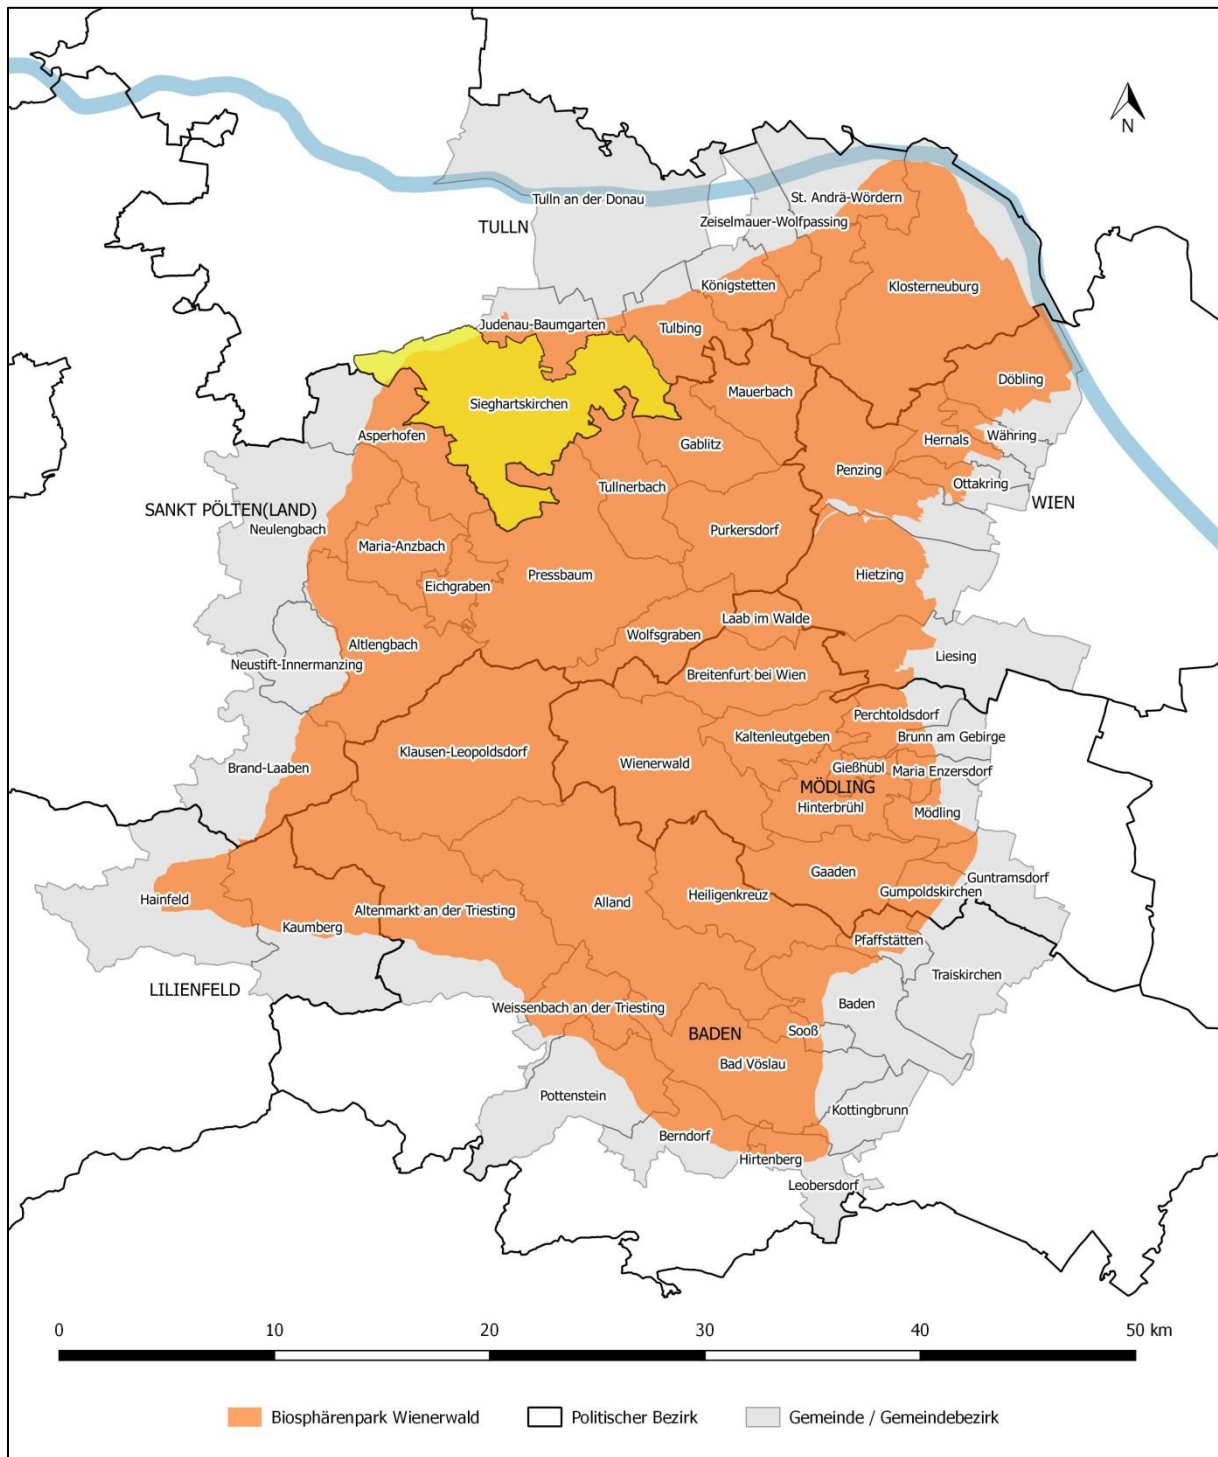 N
Tulln an der Donau
St. Andrä-Wördern
Zeiselmauer-Wolfpassing
TULLN
Königstetten
Klosterneuburg
Judenau-Baumgarten
Tulbing
Döbling
Mauerbach
Sieghartskirchen
Asperhofen
Gablitz
Hernals
Währing
Penzing
Ottakring
Tullnerbach
WIEN
SANKT PÖLTEN(LAND)
Neulengbach
Purkersdorf
Maria-Anzbach
Pressbaum
Hietzing
Eichgraben
Laab im Walde
Wolfsgraben
Altlengbach
Liesing
Neustift-Innermanzing
Breitenfurt bei Wien
Perchtoldsdorf
Kaltenleutgeben
Brunn am Gebirge
Klausen-Leopoldsdorf
Wienerwald
Brand-Laaben
Gießhübl
Maria Enzersdorf
MÖDLING
Hinterbrühl
Mödling
Gaaden
Guntramsdorf
Hainfeld
Alland
Heiligenkreuz
Gumpoldskirchen
Altenmarkt an der Triesting
Kaumberg
Pfaffstätten
Traiskirchen
LILIENFELD
Weissenbach an der Triesting
Baden
BADEN
Sooß
Bad Vöslau
Pottenstein
Kottingbrunn
Berndorf
Hirtenberg
Leobersdorf
0 10 20 30 40 50 km
Biosphärenpark Wienerwald Politischer Bezirk Gemeinde / Gemeindebezirk